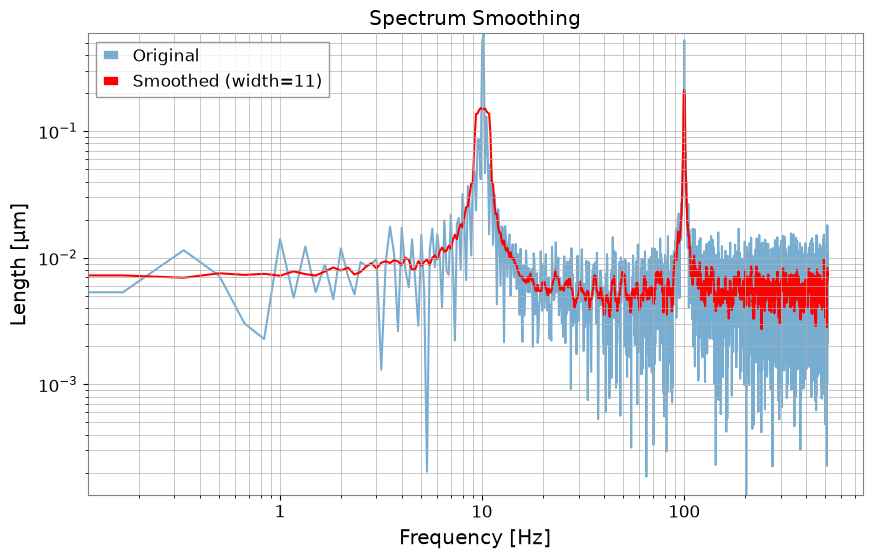 Spectrum Smoothing
Original
Smoothed (width=11)
10⁻¹
10⁻²
10⁻³
Length [µm]
1
10
100
Frequency [Hz]